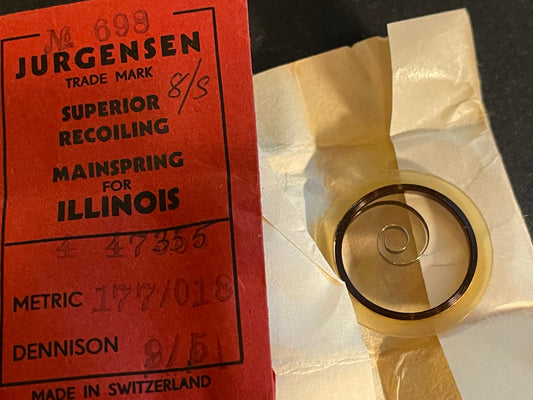 № 698
JURGENSEN
TRADE MARK
8/s
SUPERIOR
RECOILING
MAINSPRING
FOR
ILLINOIS
4 47355
METRIC 177/018
DENNISON 9/5
MADE IN SWITZERLAND